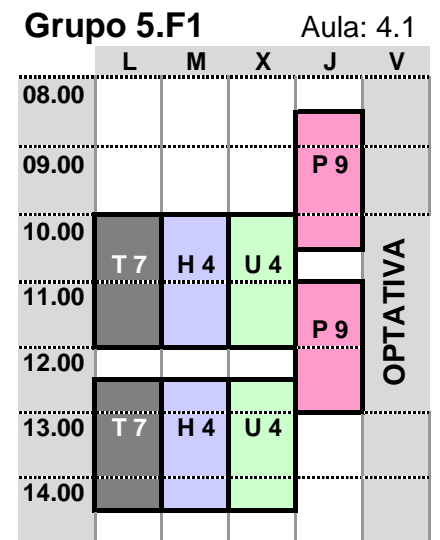 Grupo 5.F1 Aula: 4.1
L M X J V
08.00
09.00 P 9
10.00
T 7 H 4 U 4
11.00
P 9
OPTATIVA
12.00
13.00 T 7 H 4 U 4
14.00